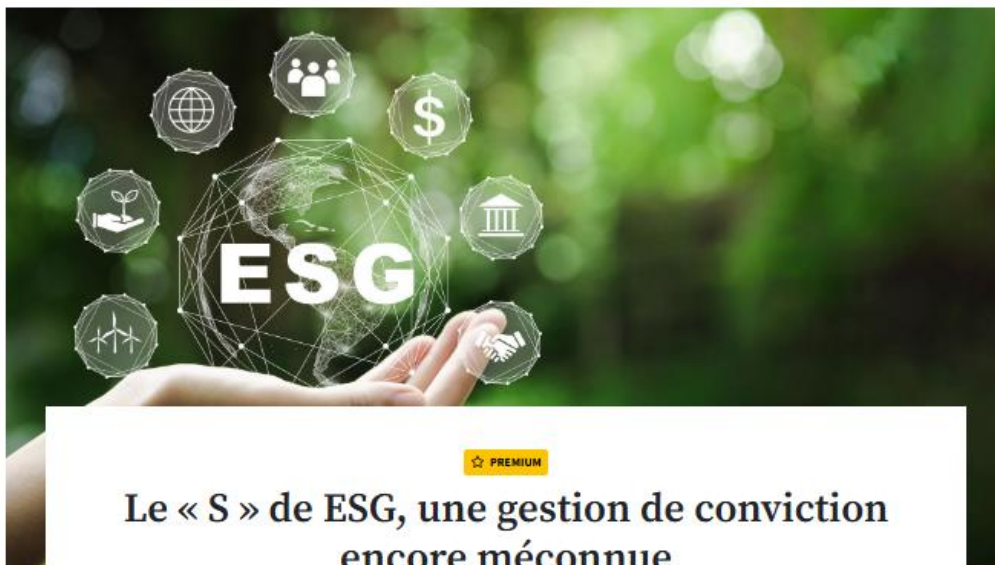 $
ESG
PREMIUM
Le « S » de ESG, une gestion de conviction
encore méconnue